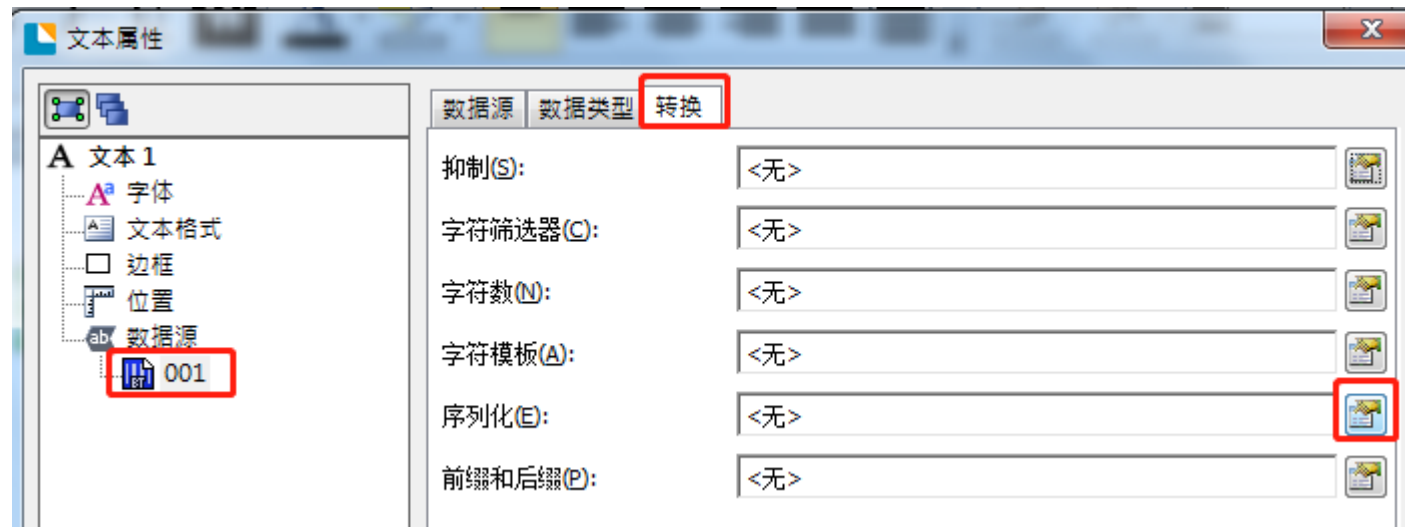 文本属性
数据源 数据类型 转换
A 文本 1
Aa 字体
文本格式
边框
位置
ab 数据源
BT 001
抑制(S): <无>
字符筛选器(C): <无>
字符数(N): <无>
字符模板(A): <无>
序列化(E): <无>
前缀和后缀(P): <无>